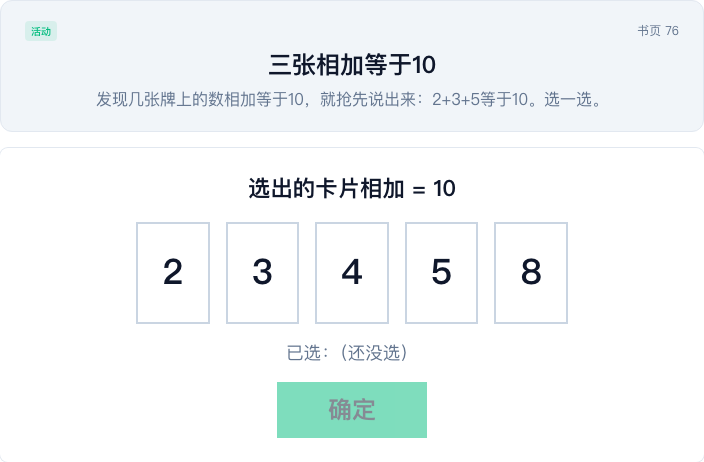 活动
书页 76
三张相加等于10
发现几张牌上的数相加等于10，就抢先说出来：2+3+5等于10。选一选。
选出的卡片相加 = 10
2 3 4 5 8
已选：（还没选）
确定